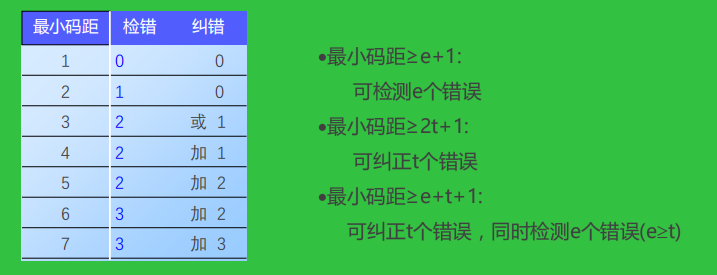 最小码距 检错 纠错
1 0 0
2 1 0
3 2 或 1
4 2 加 1
5 2 加 2
6 3 加 2
7 3 加 3
•最小码距≥e+1:
可检测e个错误
•最小码距≥2t+1:
可纠正t个错误
•最小码距≥e+t+1:
可纠正t个错误，同时检测e个错误(e≥t)